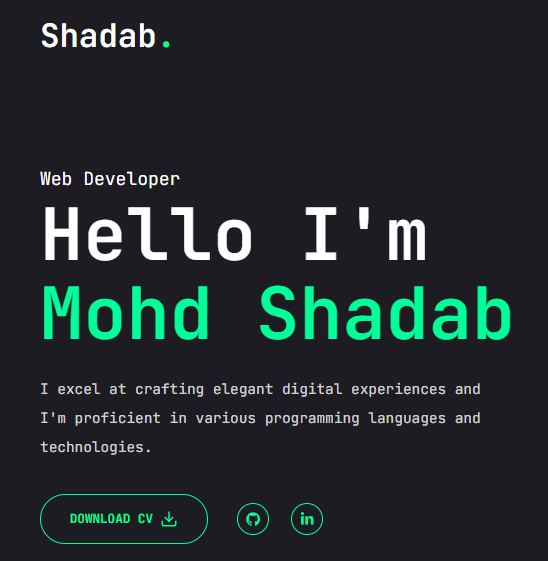 Shadab.
Web Developer
Hello I'm
Mohd Shadab
I excel at crafting elegant digital experiences and
I'm proficient in various programming languages and
technologies.
DOWNLOAD CV
in